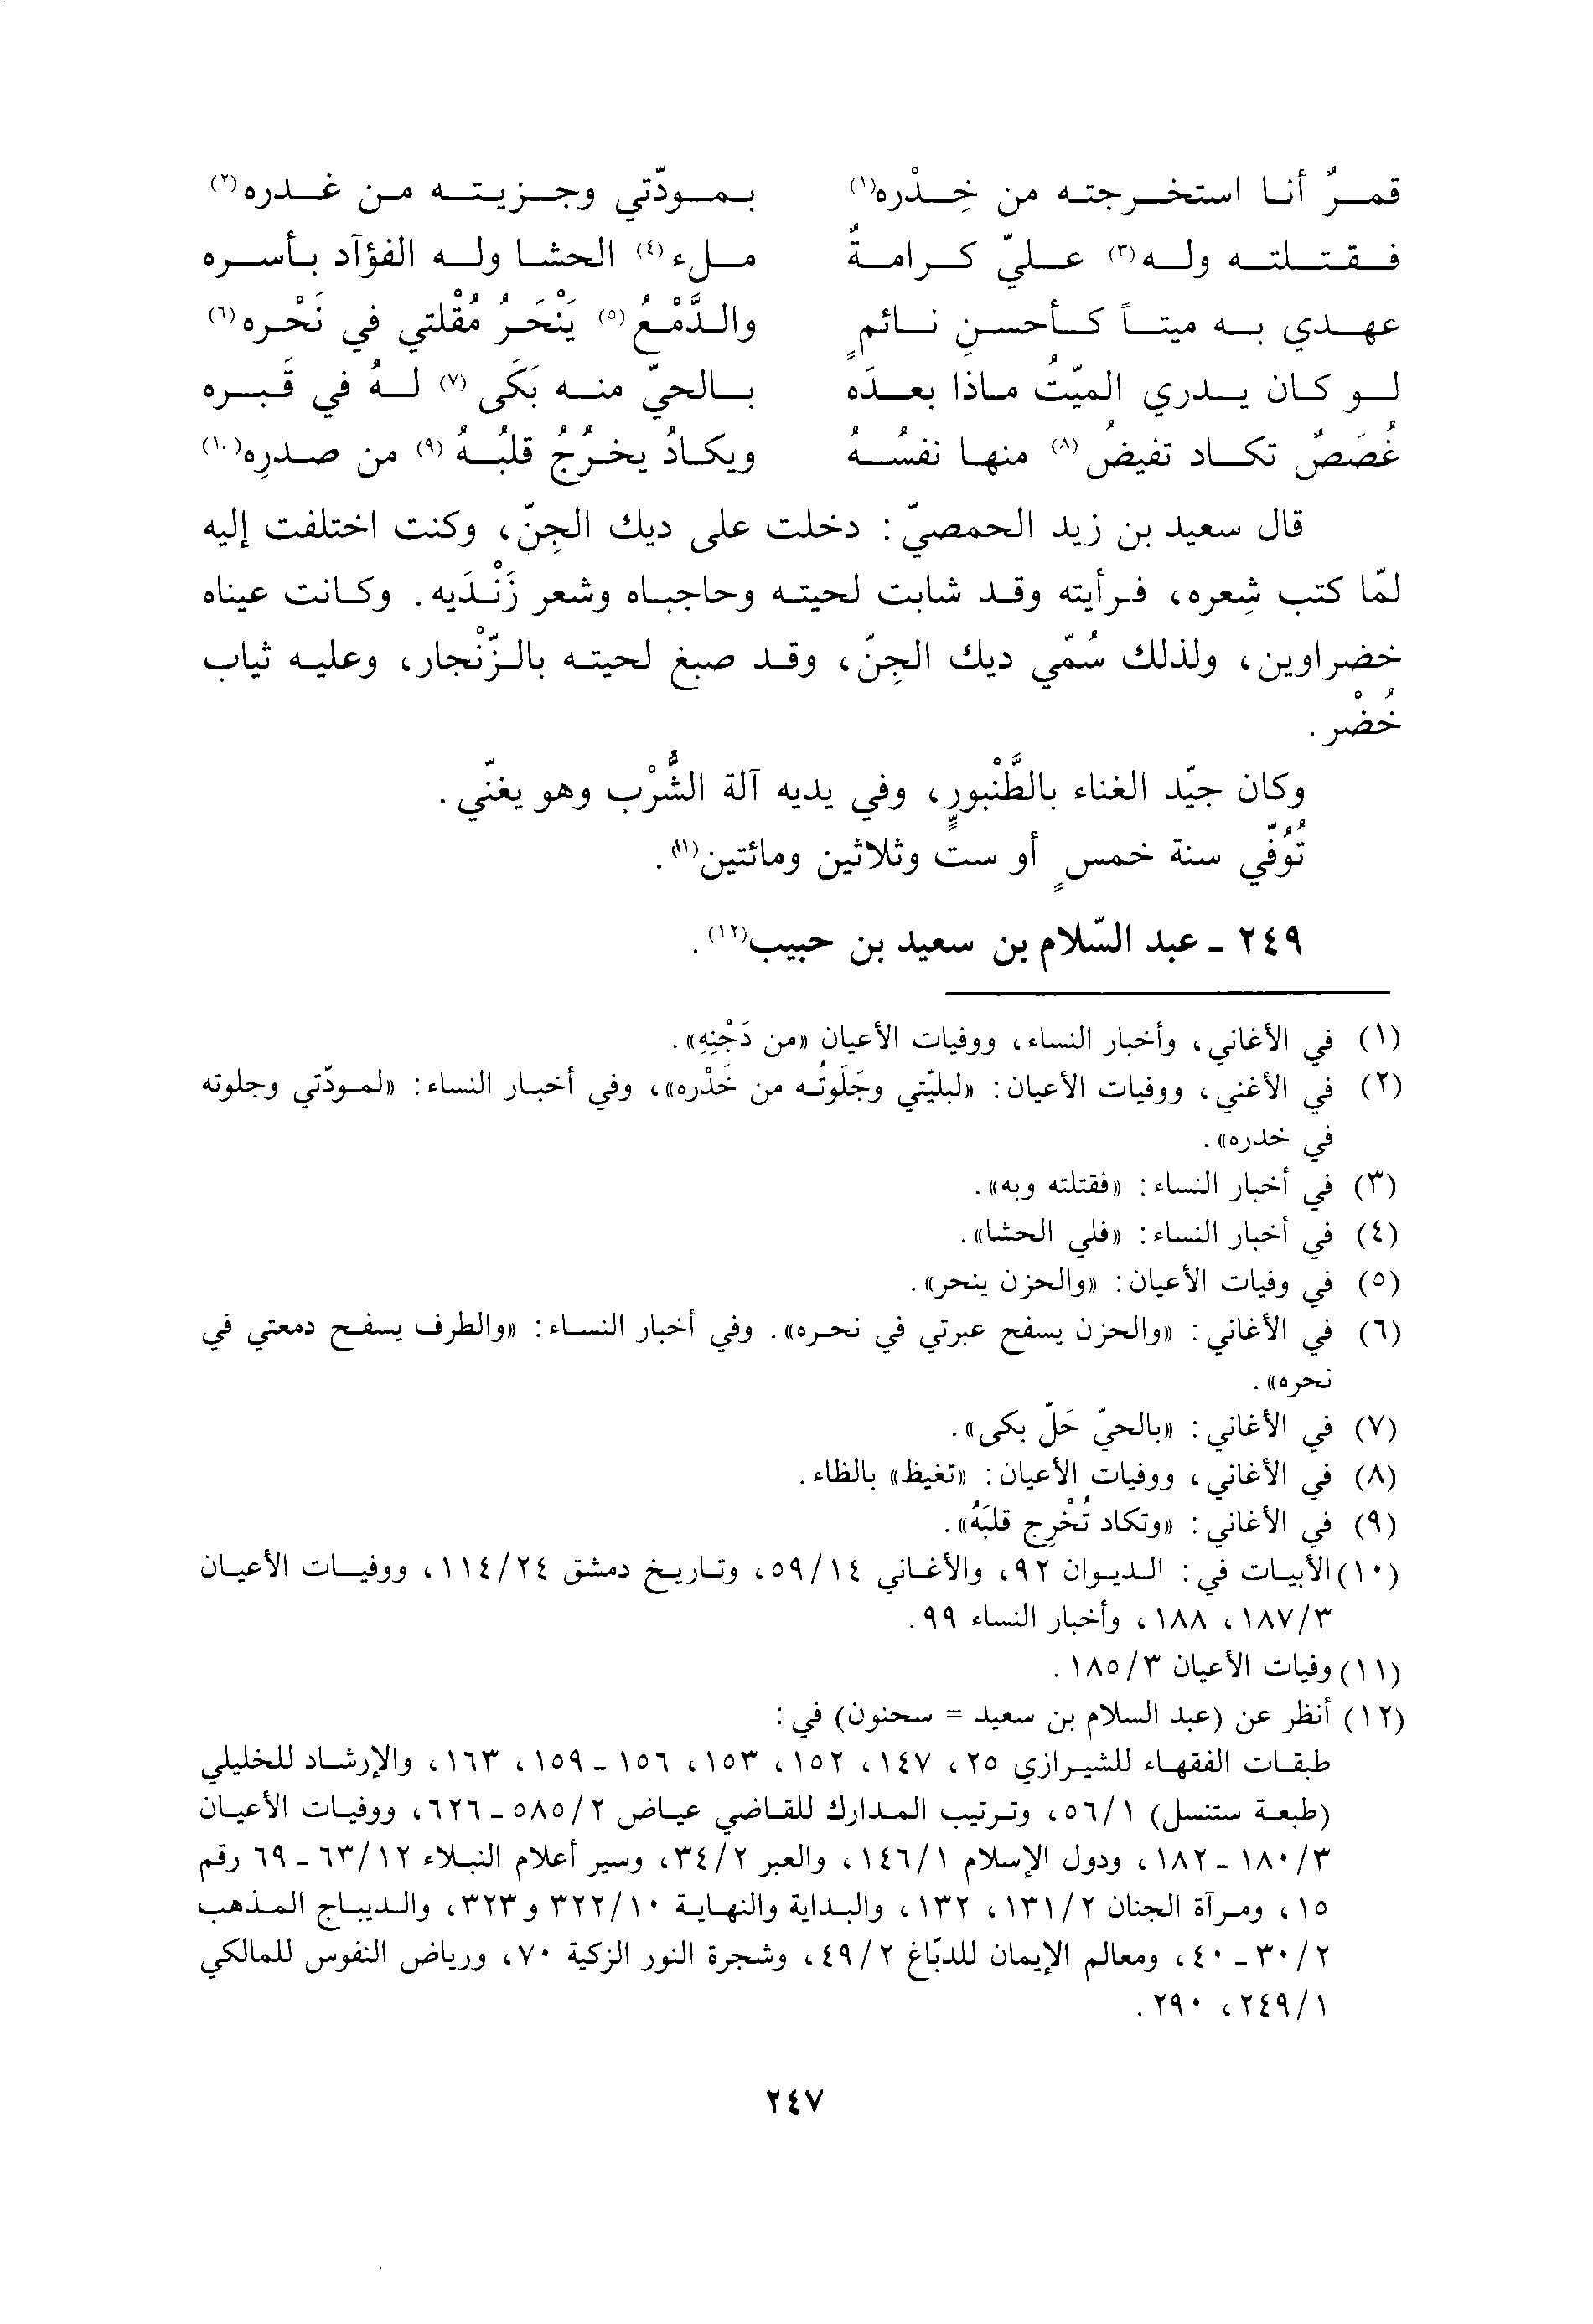 قمرٌ أنا استخرجته من خِدْره(١) بمودّتي وجزيته من غدره(٢)
فقتلته وله(٣) عليّ كرامةٌ ملء(٤) الحشا وله الفؤآد بأسره
عهدي به ميتاً كأحسنِ نائمٍ والدَّمْعُ(٥) يَنْحَرُ مُقْلتي في نَحْره(٦)
لو كان يدري الميّتُ ماذا بعدَه بالحيّ منه بَكَى(٧) لهُ في قَبره
غُصَصٌ تكاد تفيضُ(٨) منها نفسُهُ ويكادُ يخرُجُ قلبُهُ(٩) من صدرِه(١٠)
قال سعيد بن زيد الحمصيّ: دخلت على ديك الجِنّ، وكنت اختلفت إليه
لمّا كتب شِعره، فرأيته وقد شابت لحيته وحاجباه وشعر زَنْدَيه. وكانت عيناه
خضراوين، ولذلك سُمّي ديك الجِنّ، وقد صبغ لحيته بالزّنْجار، وعليه ثياب
خُضْر.
وكان جيّد الغناء بالطَّنْبورِ، وفي يديه آلة الشُّرْب وهو يغنّي.
تُوُفّي سنة خمسٍ أو ستٍّ وثلاثين ومائتين(١١).
٢٤٩ ـ عبد السّلام بن سعيد بن حبيب(١٢).
(١) في الأغاني، وأخبار النساء، ووفيات الأعيان «من دَجْنِهِ».
(٢) في الأغني، ووفيات الأعيان: «لبليّتي وجَلَوتُه من خَدْره»، وفي أخبار النساء: «لمودّتي وجلوته
في خدره».
(٣) في أخبار النساء: «فقتلته وبه».
(٤) في أخبار النساء: «فلي الحشا».
(٥) في وفيات الأعيان: «والحزن ينحر».
(٦) في الأغاني: «والحزن يسفح عبرتي في نحره». وفي أخبار النساء: «والطرف يسفح دمعتي في
نحره».
(٧) في الأغاني: «بالحيّ حَلّ بكى».
(٨) في الأغاني، ووفيات الأعيان: «تغيظ» بالظاء.
(٩) في الأغاني: «وتكاد تُخْرِج قلبَهُ».
(١٠) الأبيات في: الديوان ٩٢، والأغاني ٥٩/١٤، وتاريخ دمشق ١١٤/٢٤، ووفيات الأعيان
١٨٧/٣، ١٨٨، وأخبار النساء ٩٩.
(١١) وفيات الأعيان ١٨٥/٣.
(١٢) أنظر عن (عبد السلام بن سعيد = سحنون) في:
طبقات الفقهاء للشيرازي ٢٥، ١٤٧، ١٥٢، ١٥٣، ١٥٦ ـ ١٥٩، ١٦٣، والإرشاد للخليلي
(طبعة ستنسل) ٥٦/١، وترتيب المدارك للقاضي عياض ٥٨٥/٢ ـ ٦٢٦، ووفيات الأعيان
١٨٠/٣ ـ ١٨٢، ودول الإسلام ١٤٦/١، والعبر ٣٤/٢، وسير أعلام النبلاء ٦٣/١٢ ـ ٦٩ رقم
١٥، ومرآة الجنان ١٣١/٢، ١٣٢، والبداية والنهاية ٣٢٢/١٠ و٣٢٣، والديباج المذهب
٣٠/٢ ـ ٤٠، ومعالم الإيمان للدبّاغ ٤٩/٢، وشجرة النور الزكية ٧٠، ورياض النفوس للمالكي
٢٤٩/١، ٢٩٠.
٢٤٧